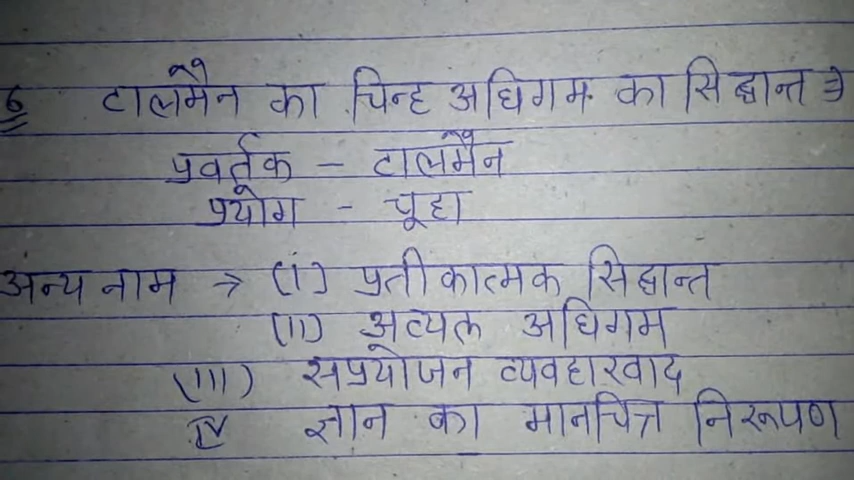 6 टालमैन का चिन्ह अधिगम का सिद्धान्त →
प्रवर्तक - टालमैन
प्रयोग - चूहा
अन्य नाम → (i) प्रतीकात्मक सिद्धान्त
(ii) अव्यक्त अधिगम
(iii) सप्रयोजन व्यवहारवाद
iv ज्ञान का मानचित्र निरूपण